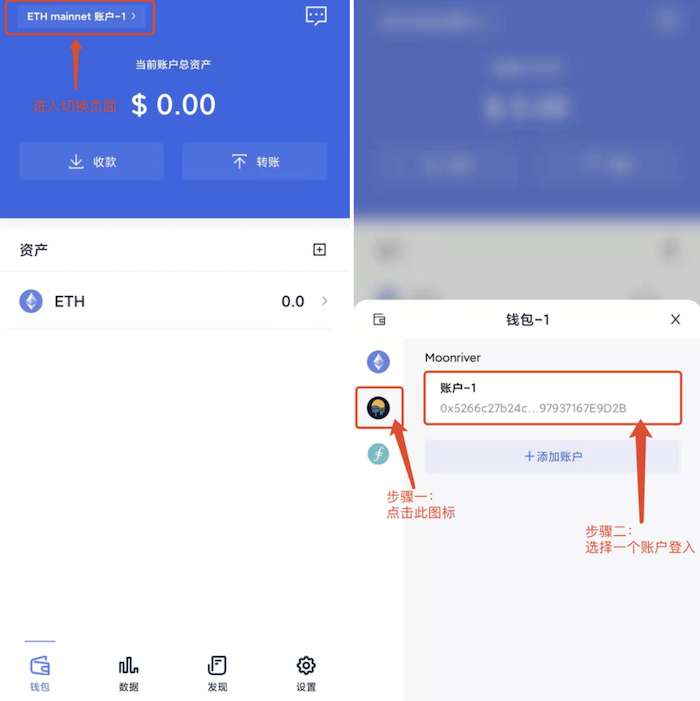 ETH mainnet 账户-1 >
当前账户总资产
进入切换页面
$ 0.00
收款
转账
资产
ETH
0.0 >
钱包
数据
发现
设置
钱包-1
Moonriver
账户-1
0x5266c27b24c...97937167E9D2B
+添加账户
步骤一：
点击此图标
步骤二：
选择一个账户登入